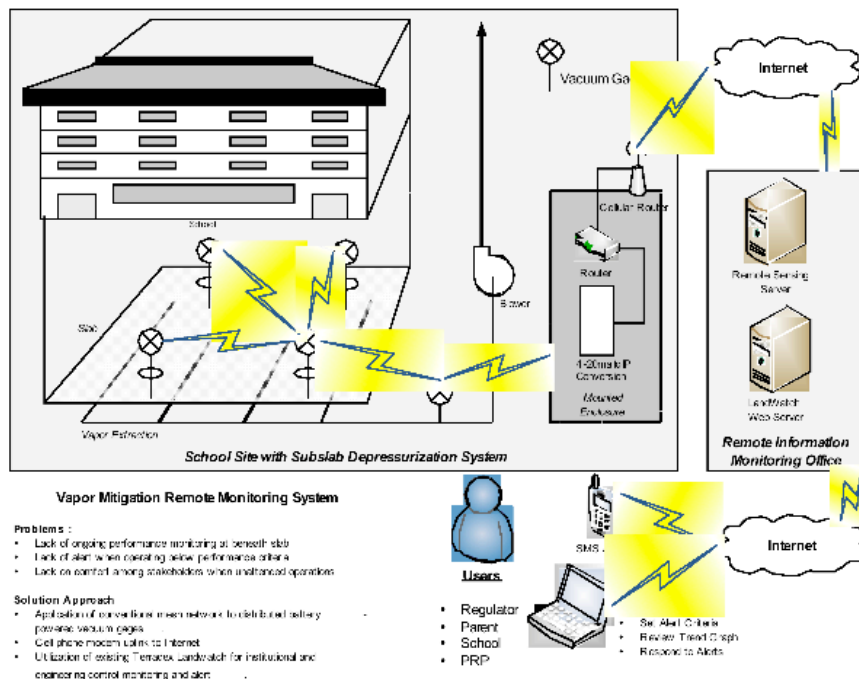 Vacuum Ga
Internet
School
Cellular Router
Router
Remote Sensing
Server
Slab
Blower
4-20ma to IP
Conversion
LandWatch
Web Server
Mounted
Enclosure
Vapor Extraction
School Site with Subslab Depressurization System
Remote Information
Monitoring Office
Vapor Mitigation Remote Monitoring System
Problems :
• Lack of ongoing performance monitoring at beneath slab
• Lack of alert when operating below performance criteria
• Lack on comfort among stakeholders when unattended operations
Solution Approach
• Application of conventional mesh network to distributed battery -
powered vacuum gages
• Cell phone modem uplink to Internet
• Utilization of existing Terradex Landwatch for institutional and
engineering control monitoring and alert .
Users
• Regulator
• Parent
• School
• PRP
SMS
Internet
• Set Alert Criteria
• Review Trend Graph
• Respond to Alerts